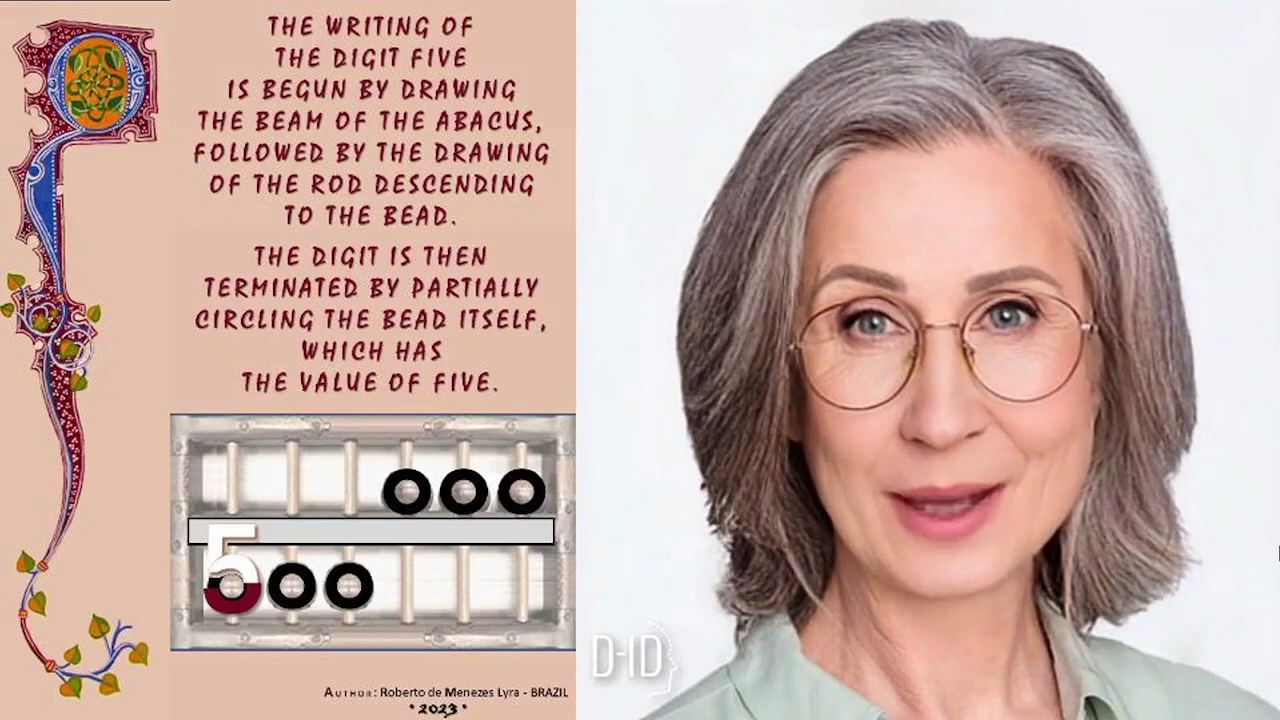 THE WRITING OF
THE DIGIT FIVE
IS BEGUN BY DRAWING
THE BEAM OF THE ABACUS,
FOLLOWED BY THE DRAWING
OF THE ROD DESCENDING
TO THE BEAD.
THE DIGIT IS THEN
TERMINATED BY PARTIALLY
CIRCLING THE BEAD ITSELF,
WHICH HAS
THE VALUE OF FIVE.
5
AUTHOR: Roberto de Menezes Lyra - BRAZIL
• 2023 •
D-ID